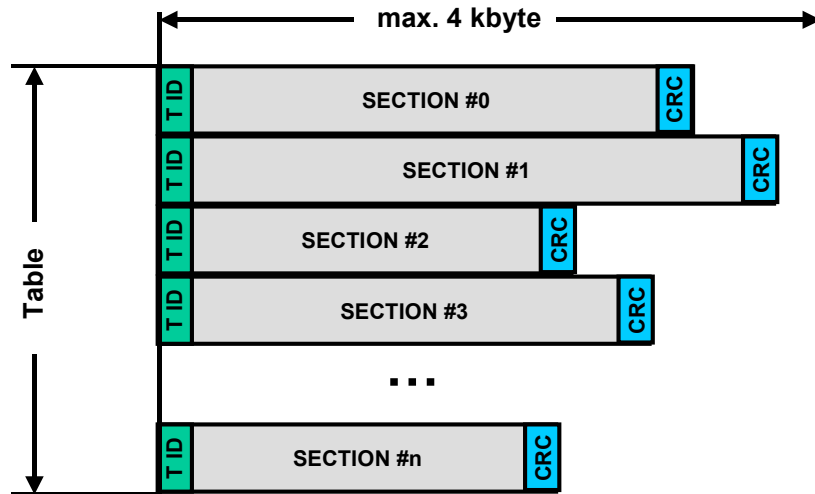 max. 4 kbyte
T ID SECTION #0 CRC
T ID SECTION #1 CRC
T ID SECTION #2 CRC
T ID SECTION #3 CRC
Table
...
T ID SECTION #n CRC